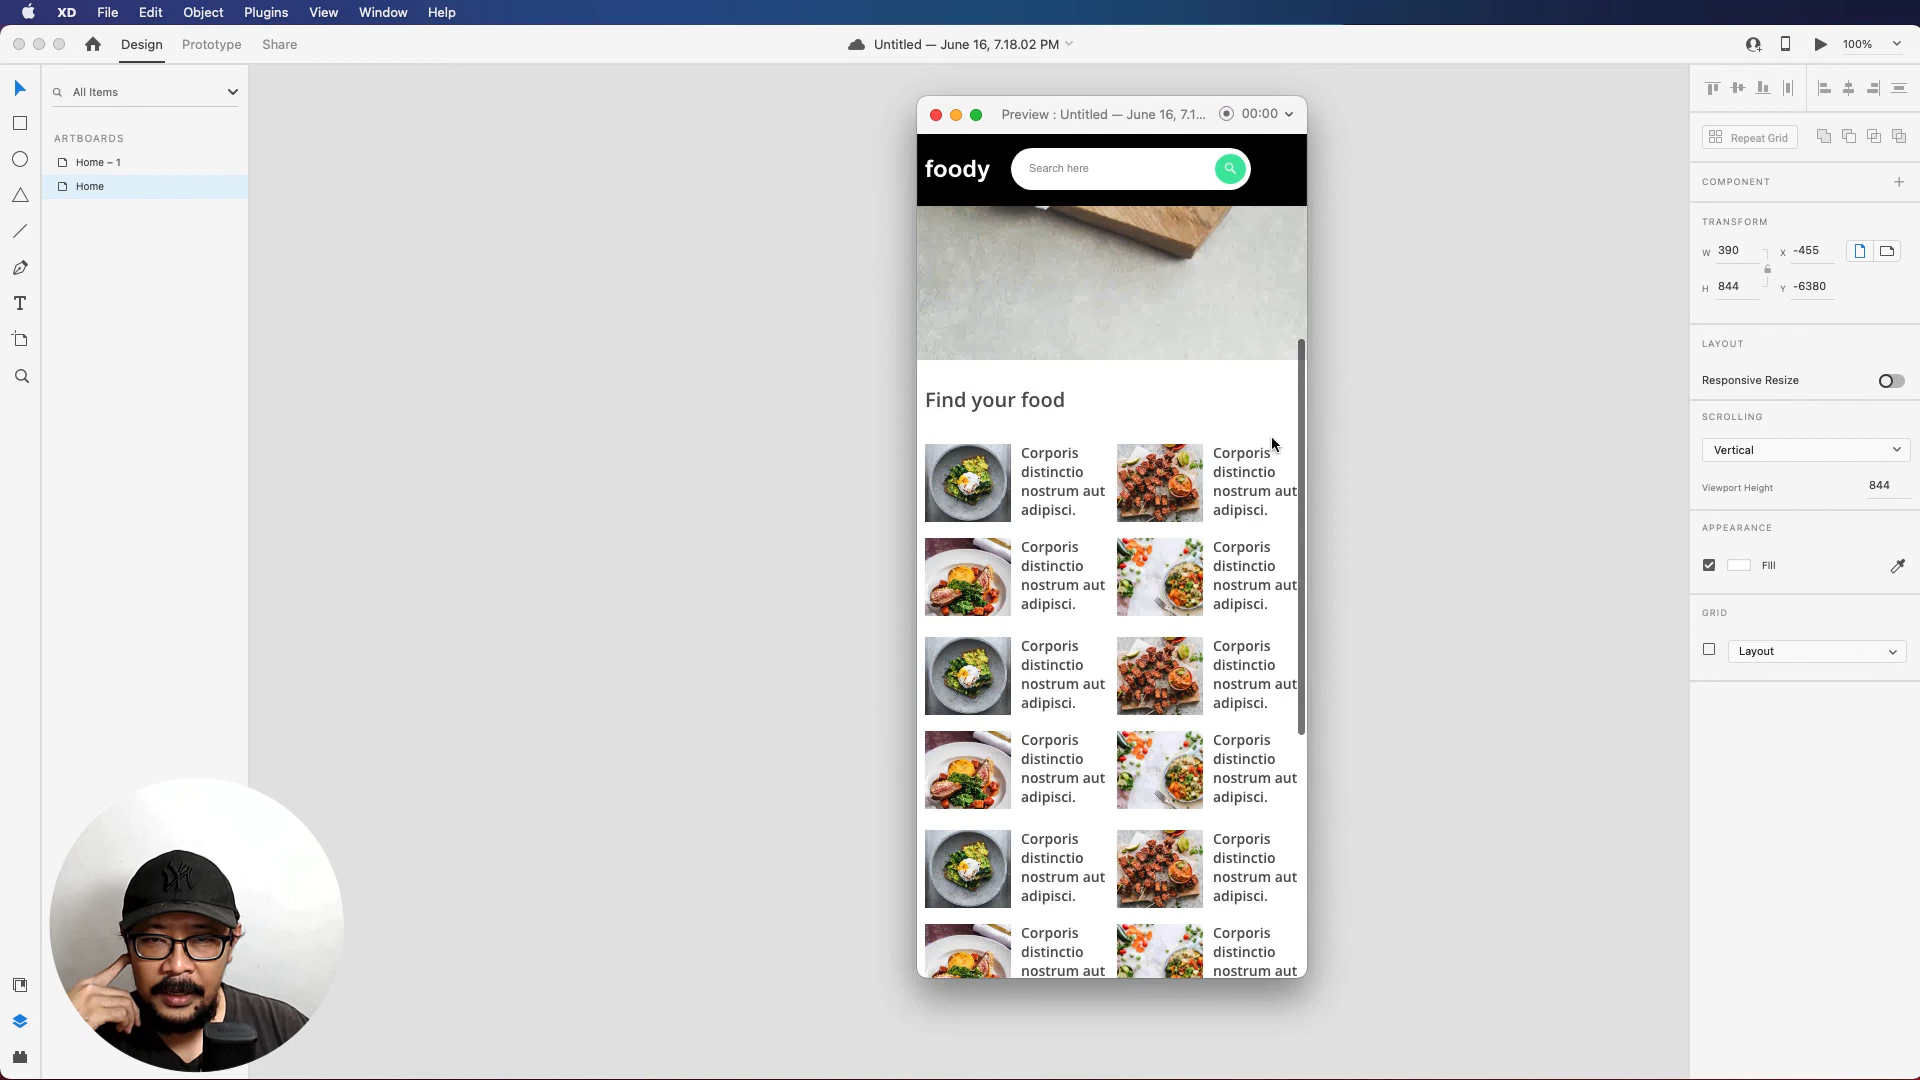 XD File Edit Object Plugins View Window Help
Design Prototype Share
Untitled — June 16, 7.18.02 PM
100%
All Items
ARTBOARDS
Home – 1
Home
Preview : Untitled — June 16, 7.1... 00:00
foody
Search here
Find your food
Corporis
distinctio
nostrum aut
adipisci.
Corporis
distinctio
nostrum aut
adipisci.
Corporis
distinctio
nostrum aut
adipisci.
Corporis
distinctio
nostrum aut
adipisci.
Corporis
distinctio
nostrum aut
adipisci.
Corporis
distinctio
nostrum aut
adipisci.
Corporis
distinctio
nostrum aut
adipisci.
Corporis
distinctio
nostrum aut
adipisci.
Corporis
distinctio
nostrum aut
adipisci.
Corporis
distinctio
nostrum aut
adipisci.
Corporis
distinctio
nostrum aut
Corporis
distinctio
nostrum aut
Repeat Grid
COMPONENT
TRANSFORM
W 390 X -455
H 844 Y -6380
LAYOUT
Responsive Resize
SCROLLING
Vertical
Viewport Height 844
APPEARANCE
Fill
GRID
Layout